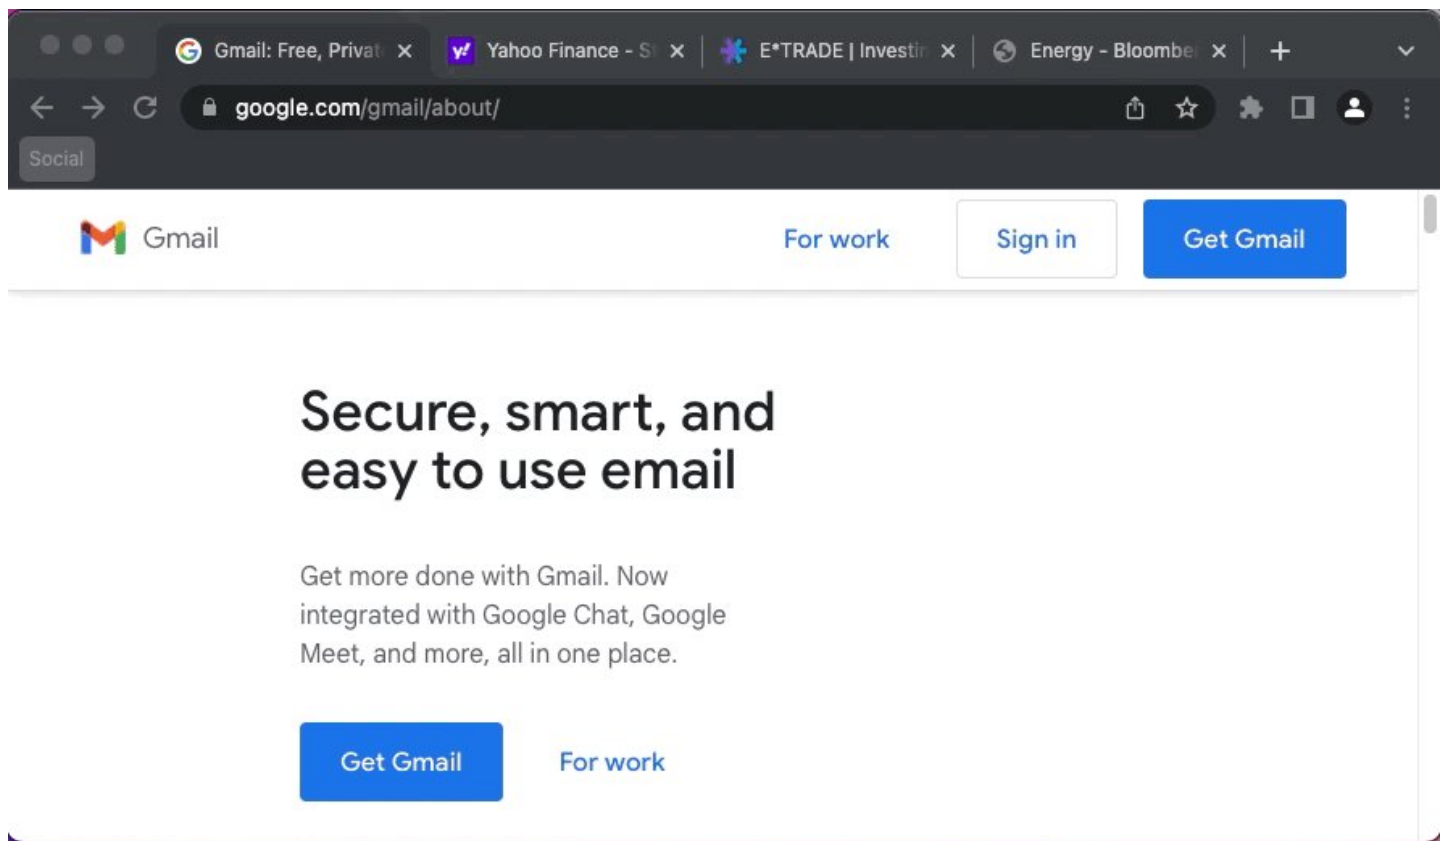 Gmail: Free, Privat
Yahoo Finance - S
E*TRADE | Investin
Energy - Bloombe
google.com/gmail/about/
Social
Gmail
For work
Sign in
Get Gmail
Secure, smart, and
easy to use email
Get more done with Gmail. Now
integrated with Google Chat, Google
Meet, and more, all in one place.
Get Gmail
For work